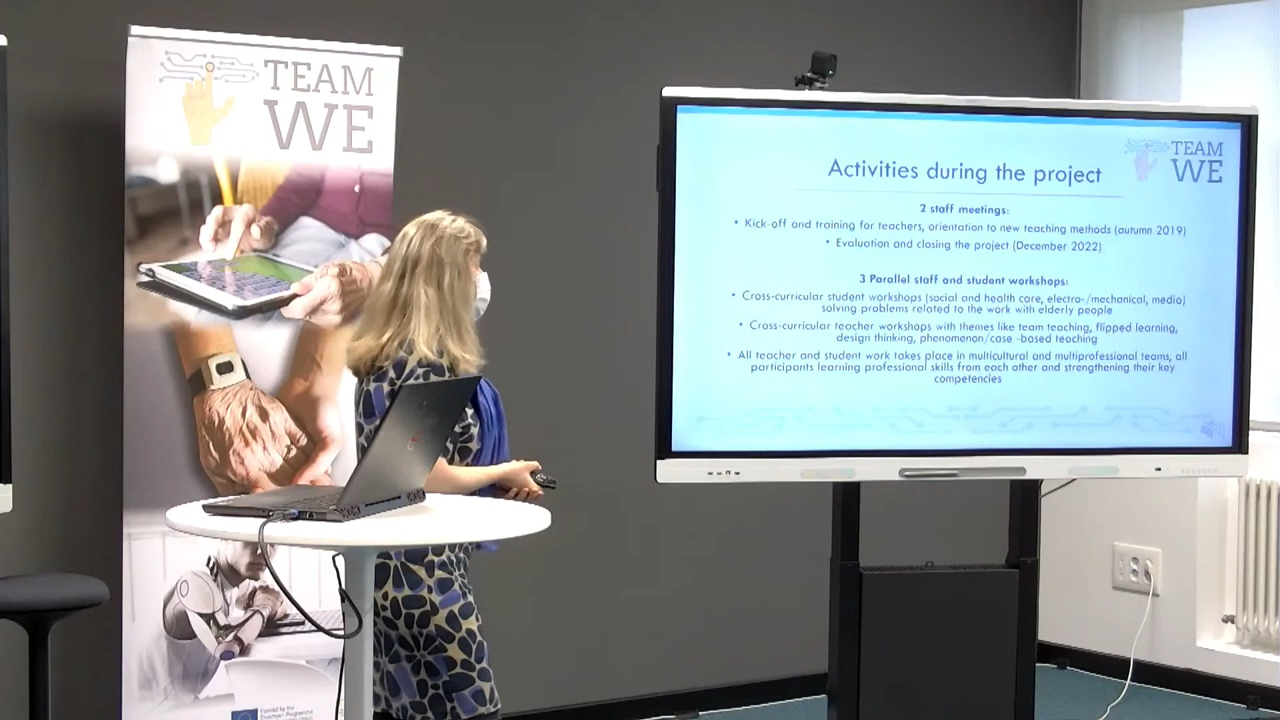 TEAM
WE
TEAM
WE
Activities during the project
2 staff meetings:
• Kick-off and training for teachers, orientation to new teaching methods (autumn 2019)
• Evaluation and closing the project (December 2022)
3 Parallel staff and student workshops:
• Cross-curricular student workshops (social and health care, electro-/mechanical, media)
solving problems related to the work with elderly people
• Cross-curricular teacher workshops with themes like team teaching, flipped learning,
design thinking, phenomenon/case -based teaching
• All teacher and student work takes place in multicultural and multiprofessional teams, all
participants learning professional skills from each other and strengthening their key
competencies
Funded by the
Erasmus+ Programme